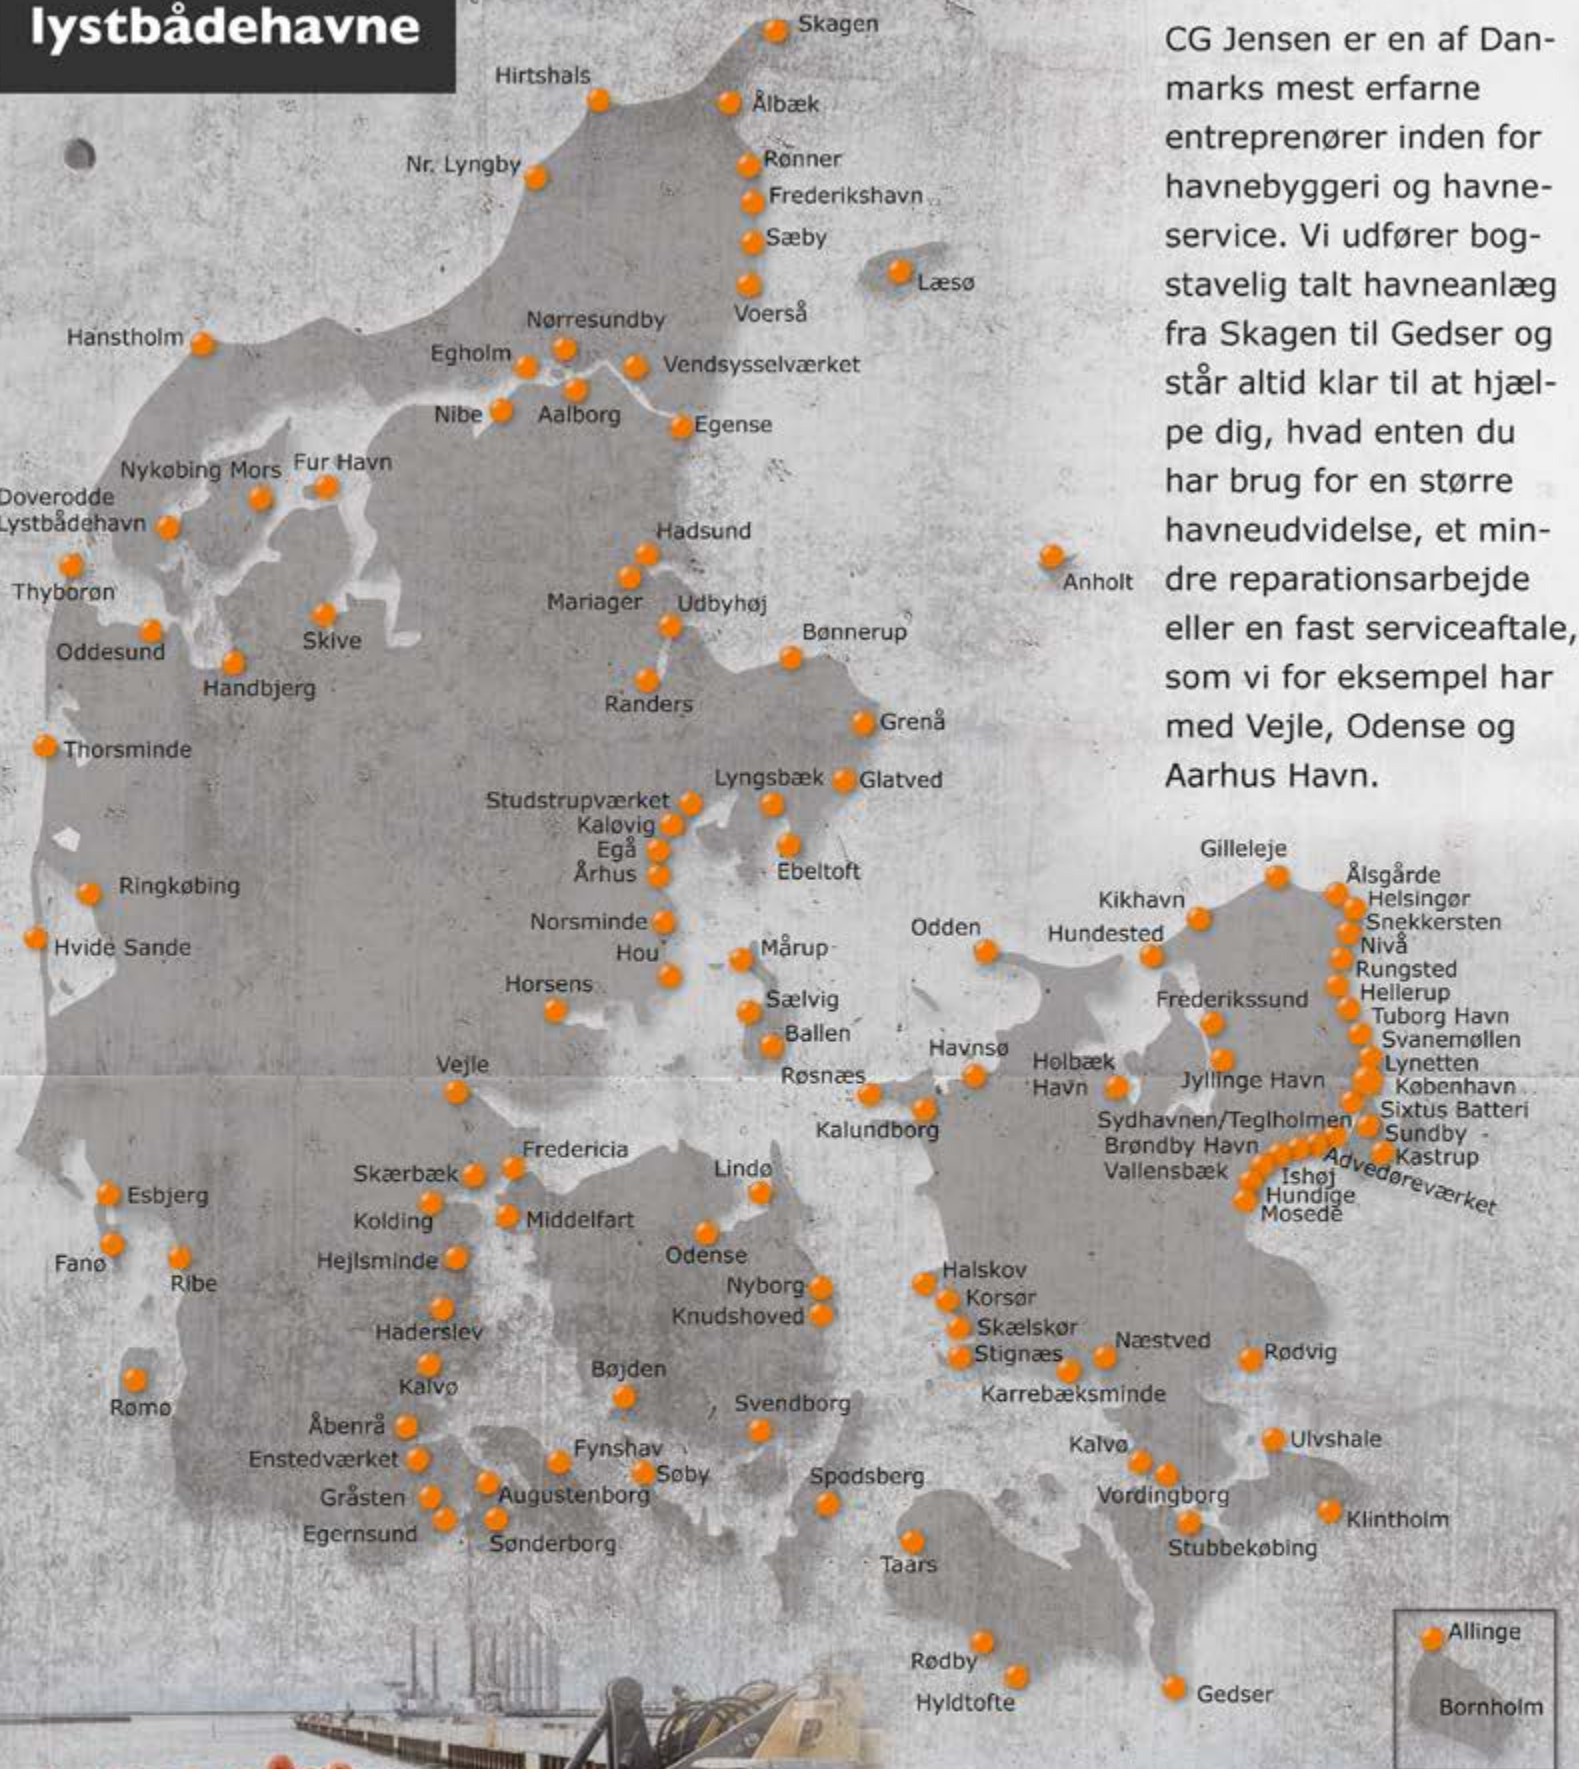 lystbådehavne
CG Jensen er en af Dan-
marks mest erfarne
entreprenører inden for
havnebyggeri og havne-
service. Vi udfører bog-
stavelig talt havneanlæg
fra Skagen til Gedser og
står altid klar til at hjæl-
pe dig, hvad enten du
har brug for en større
havneudvidelse, et min-
dre reparationsarbejde
eller en fast serviceaftale,
som vi for eksempel har
med Vejle, Odense og
Aarhus Havn.
Skagen
Hirtshals
Ålbæk
Nr. Lyngby
Rønner
Frederikshavn
Sæby
Læsø
Voerså
Hanstholm
Nørresundby
Egholm
Vendsysselværket
Nibe
Aalborg
Egense
Nykøbing Mors
Fur Havn
Doverodde
Lystbådehavn
Thyborøn
Hadsund
Anholt
Mariager
Udbyhøj
Oddesund
Skive
Bønnerup
Handbjerg
Randers
Grenå
Thorsminde
Lyngsbæk
Glatved
Studstrupværket
Kaløvig
Egå
Århus
Ebeltoft
Ringkøbing
Norsminde
Hvide Sande
Hou
Mårup
Horsens
Sælvig
Ballen
Gilleleje
Ålsgårde
Kikhavn
Helsingør
Odden
Hundested
Snekkersten
Nivå
Rungsted
Frederikssund
Hellerup
Tuborg Havn
Svanemøllen
Havnsø
Holbæk
Havn
Lynetten
Røsnæs
Jyllinge Havn
København
Sixtus Batteri
Kalundborg
Sydhavnen/Teglholmen
Sundby
Brøndby Havn
Kastrup
Vallensbæk
Advedøreværket
Ishøj
Hundige
Mosede
Vejle
Fredericia
Skærbæk
Lindø
Esbjerg
Kolding
Middelfart
Fanø
Ribe
Hejlsminde
Odense
Nyborg
Halskov
Knudshoved
Korsør
Haderslev
Skælskør
Næstved
Rødvig
Stignæs
Rømø
Kalvø
Bøjden
Karrebæksminde
Svendborg
Åbenrå
Ulvshale
Enstedværket
Fynshav
Kalvø
Søby
Spodsberg
Gråsten
Augustenborg
Vordingborg
Egernsund
Sønderborg
Klintholm
Stubbekøbing
Taars
Rødby
Hyldtofte
Gedser
Allinge
Bornholm